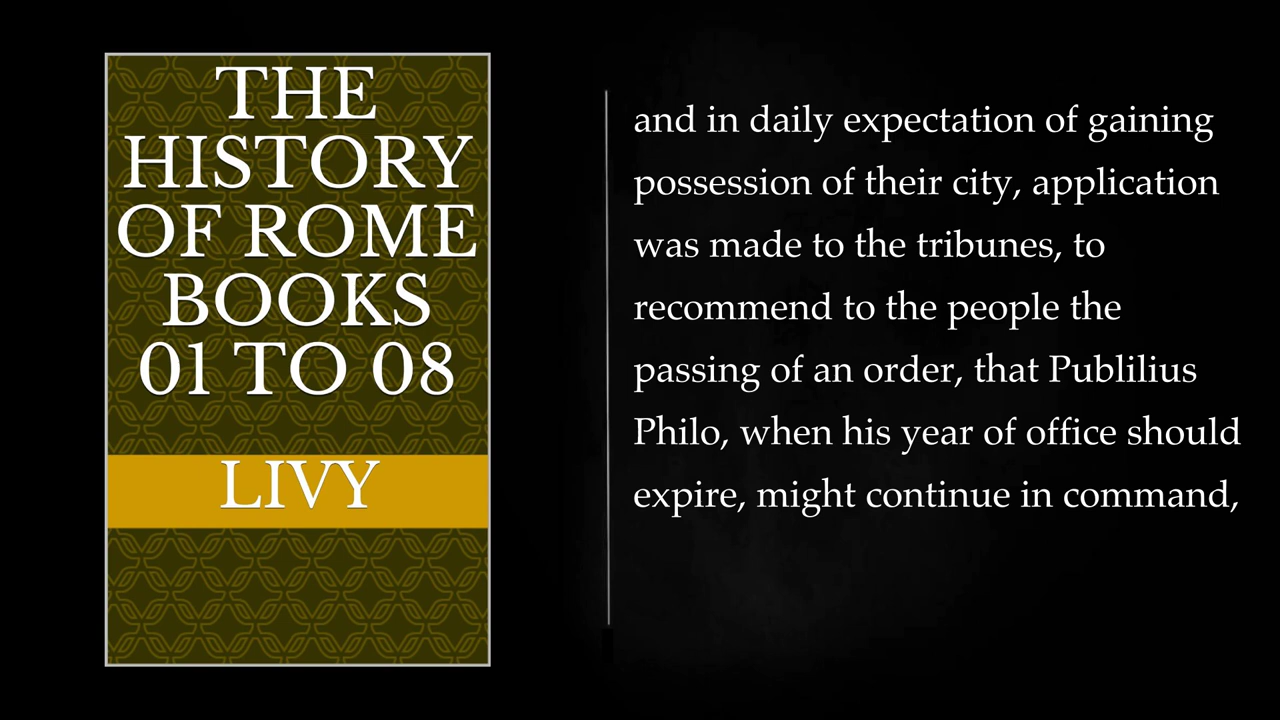 THE
HISTORY
OF ROME
BOOKS
01 TO 08
LIVY
and in daily expectation of gaining
possession of their city, application
was made to the tribunes, to
recommend to the people the
passing of an order, that Publilius
Philo, when his year of office should
expire, might continue in command,